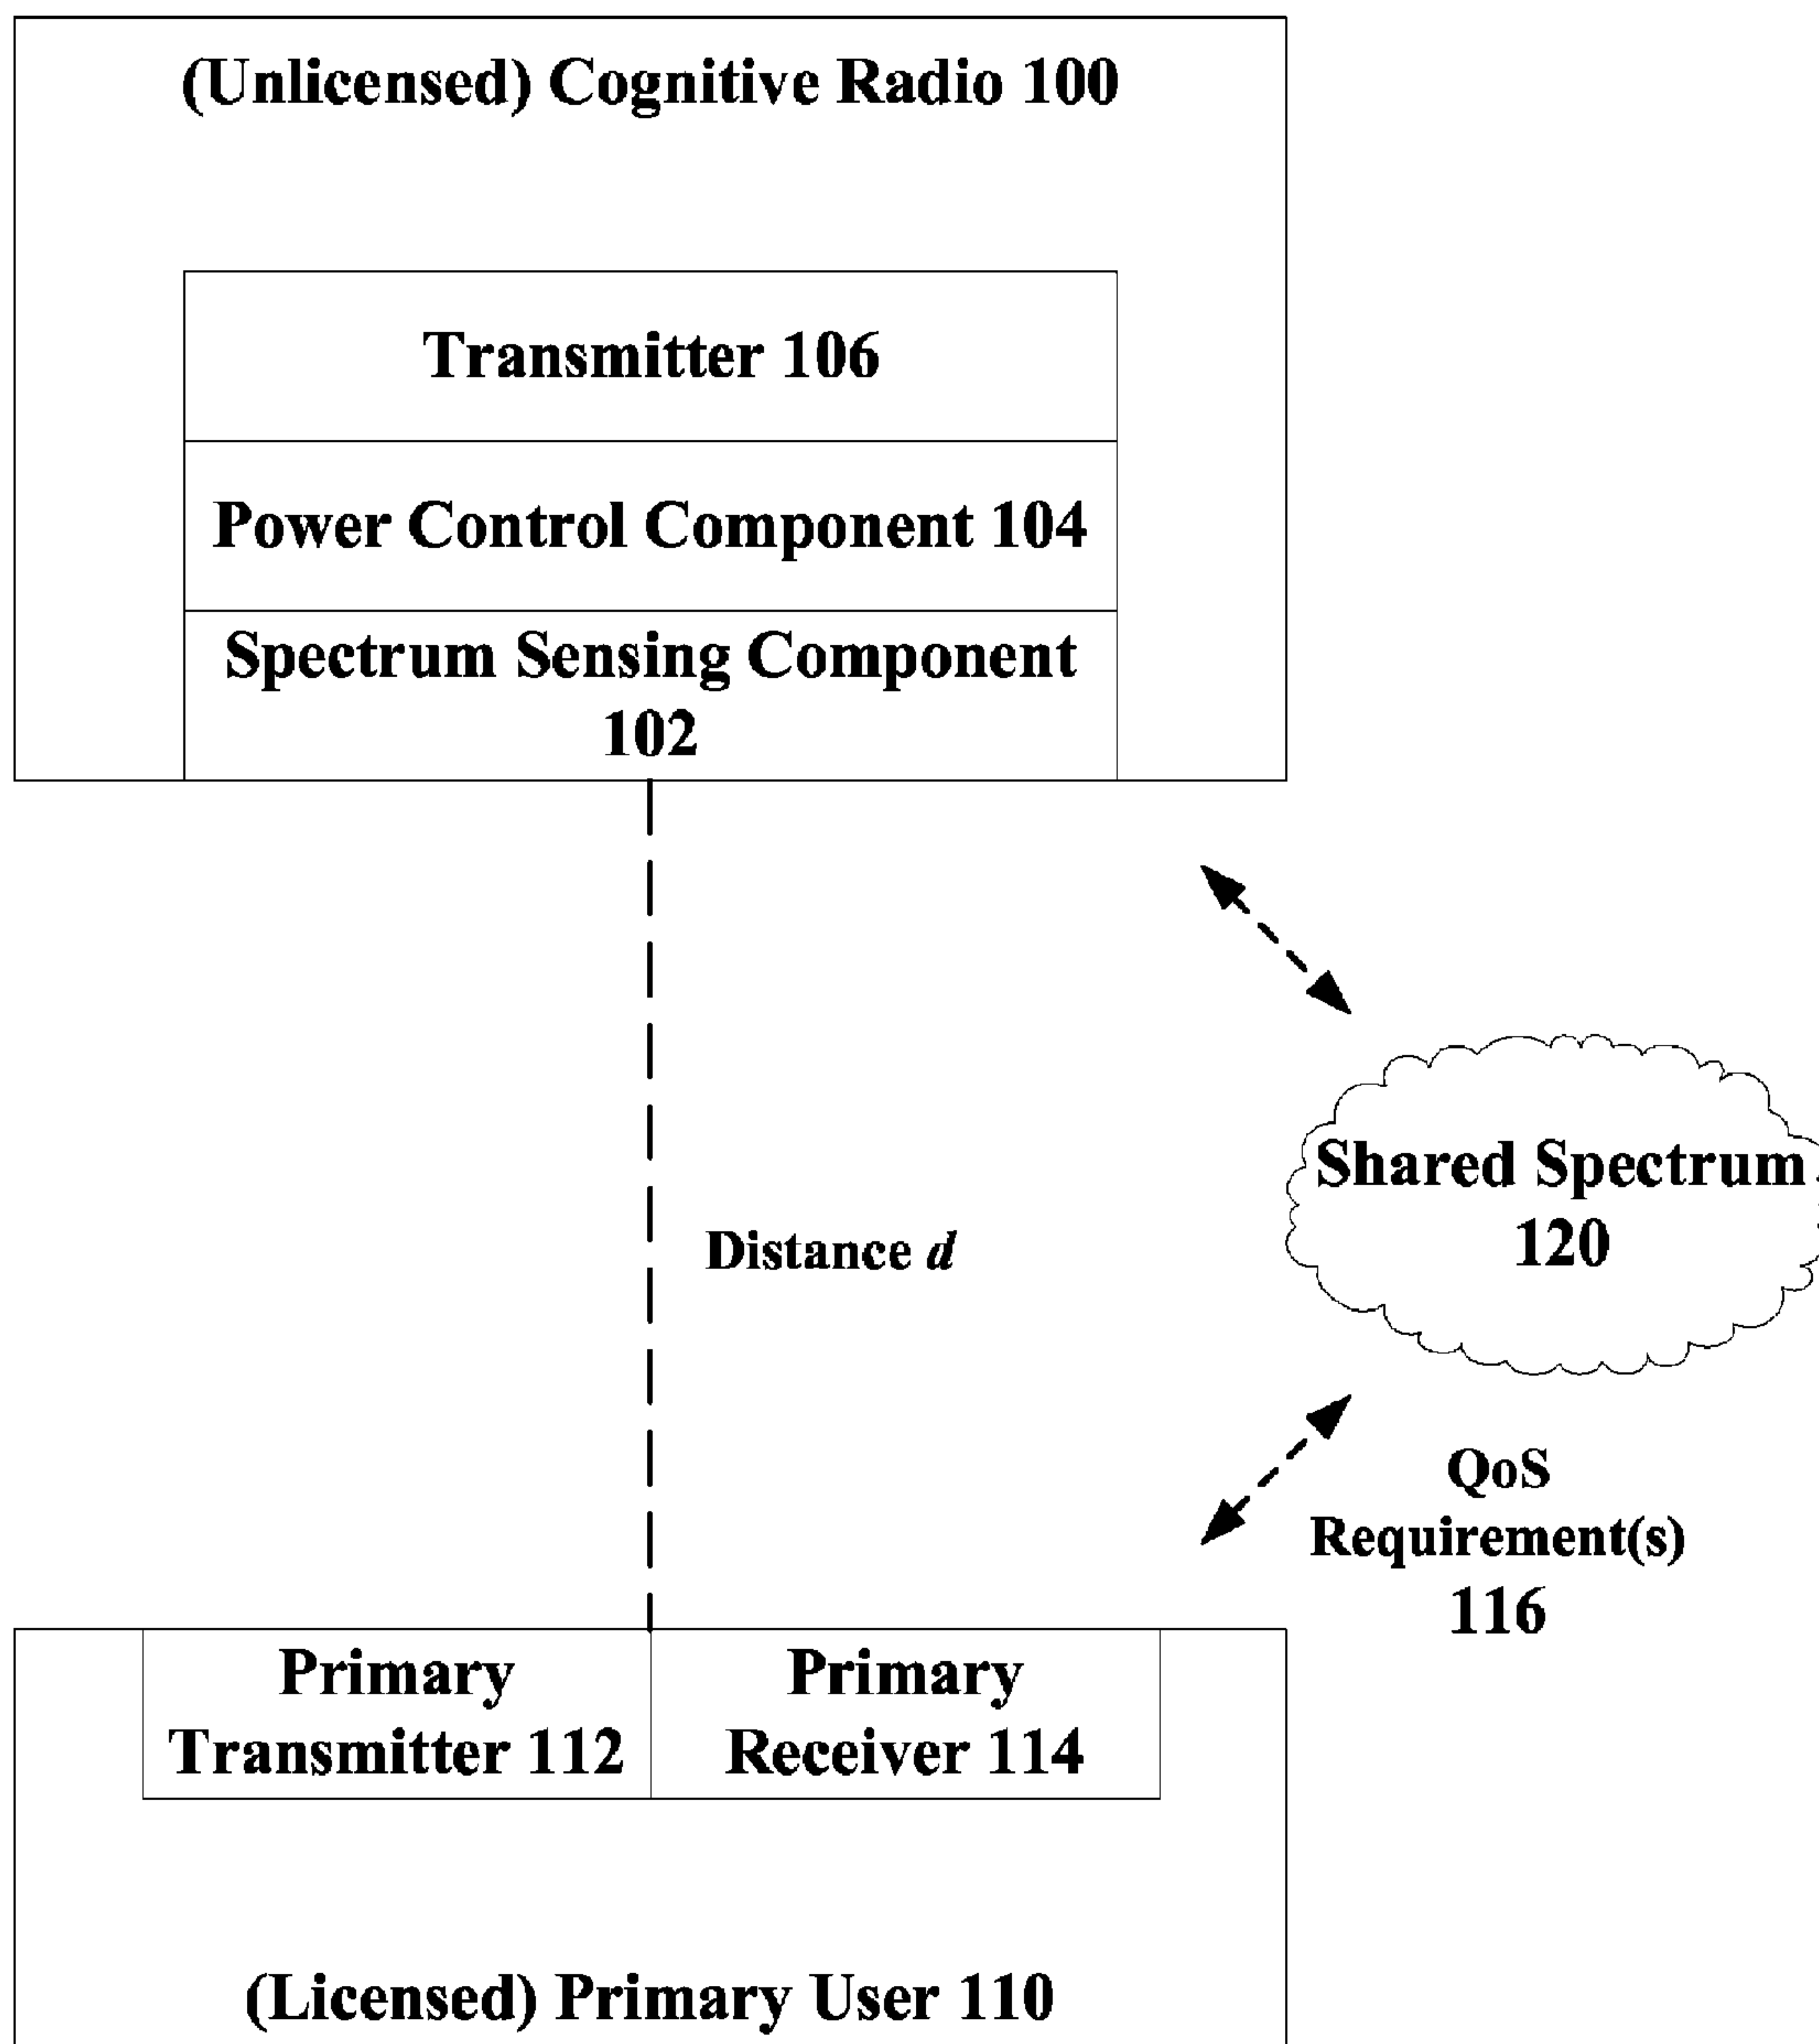 (Unlicensed) Cognitive Radio 100
Transmitter 106
Power Control Component 104
Spectrum Sensing Component
102
Distance d
Shared Spectrum
120
QoS
Requirement(s)
116
Primary
Transmitter 112
Primary
Receiver 114
(Licensed) Primary User 110